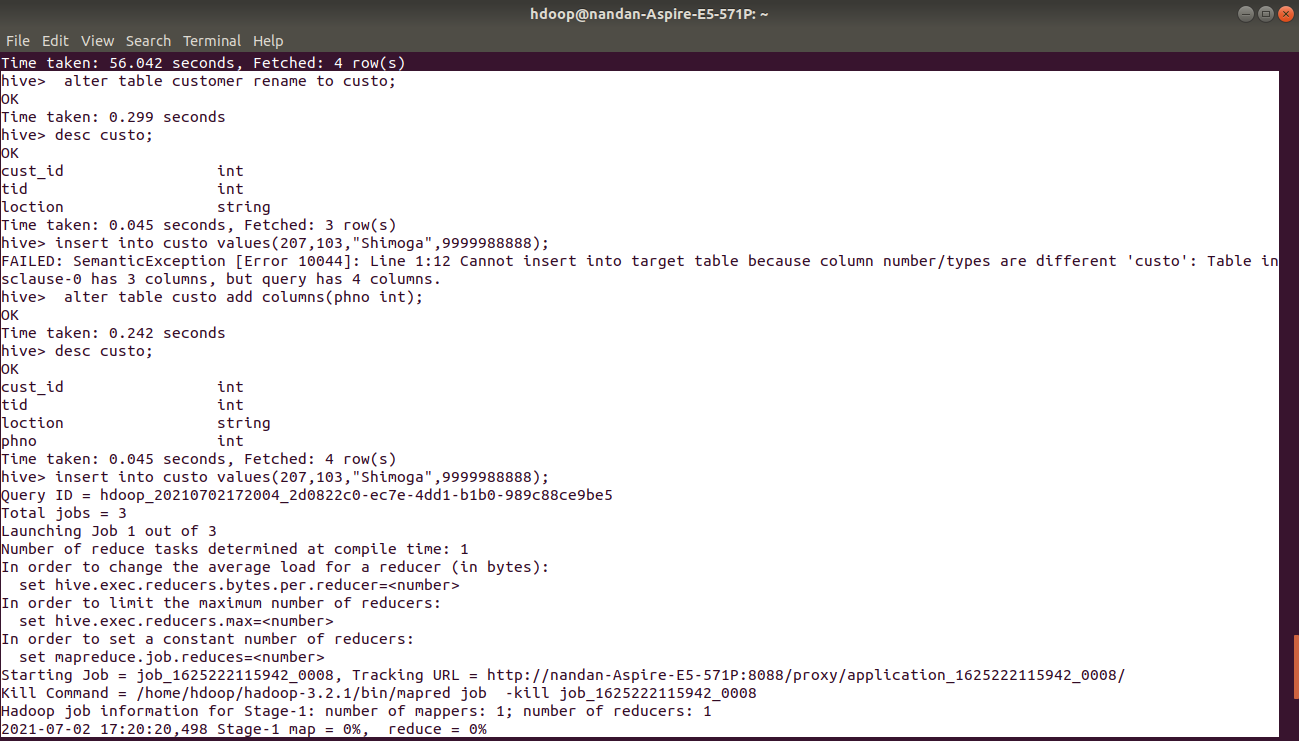 hdoop@nandan-Aspire-E5-571P: ~
File Edit View Search Terminal Help
Time taken: 56.042 seconds, Fetched: 4 row(s)
hive>  alter table customer rename to custo;
OK
Time taken: 0.299 seconds
hive> desc custo;
OK
cust_id                 int
tid                     int
loction                 string
Time taken: 0.045 seconds, Fetched: 3 row(s)
hive> insert into custo values(207,103,"Shimoga",9999988888);
FAILED: SemanticException [Error 10044]: Line 1:12 Cannot insert into target table because column number/types are different 'custo': Table in
sclause-0 has 3 columns, but query has 4 columns.
hive>  alter table custo add columns(phno int);
OK
Time taken: 0.242 seconds
hive> desc custo;
OK
cust_id                 int
tid                     int
loction                 string
phno                    int
Time taken: 0.045 seconds, Fetched: 4 row(s)
hive> insert into custo values(207,103,"Shimoga",9999988888);
Query ID = hdoop_20210702172004_2d0822c0-ec7e-4dd1-b1b0-989c88ce9be5
Total jobs = 3
Launching Job 1 out of 3
Number of reduce tasks determined at compile time: 1
In order to change the average load for a reducer (in bytes):
  set hive.exec.reducers.bytes.per.reducer=<number>
In order to limit the maximum number of reducers:
  set hive.exec.reducers.max=<number>
In order to set a constant number of reducers:
  set mapreduce.job.reduces=<number>
Starting Job = job_1625222115942_0008, Tracking URL = http://nandan-Aspire-E5-571P:8088/proxy/application_1625222115942_0008/
Kill Command = /home/hdoop/hadoop-3.2.1/bin/mapred job  -kill job_1625222115942_0008
Hadoop job information for Stage-1: number of mappers: 1; number of reducers: 1
2021-07-02 17:20:20,498 Stage-1 map = 0%,  reduce = 0%